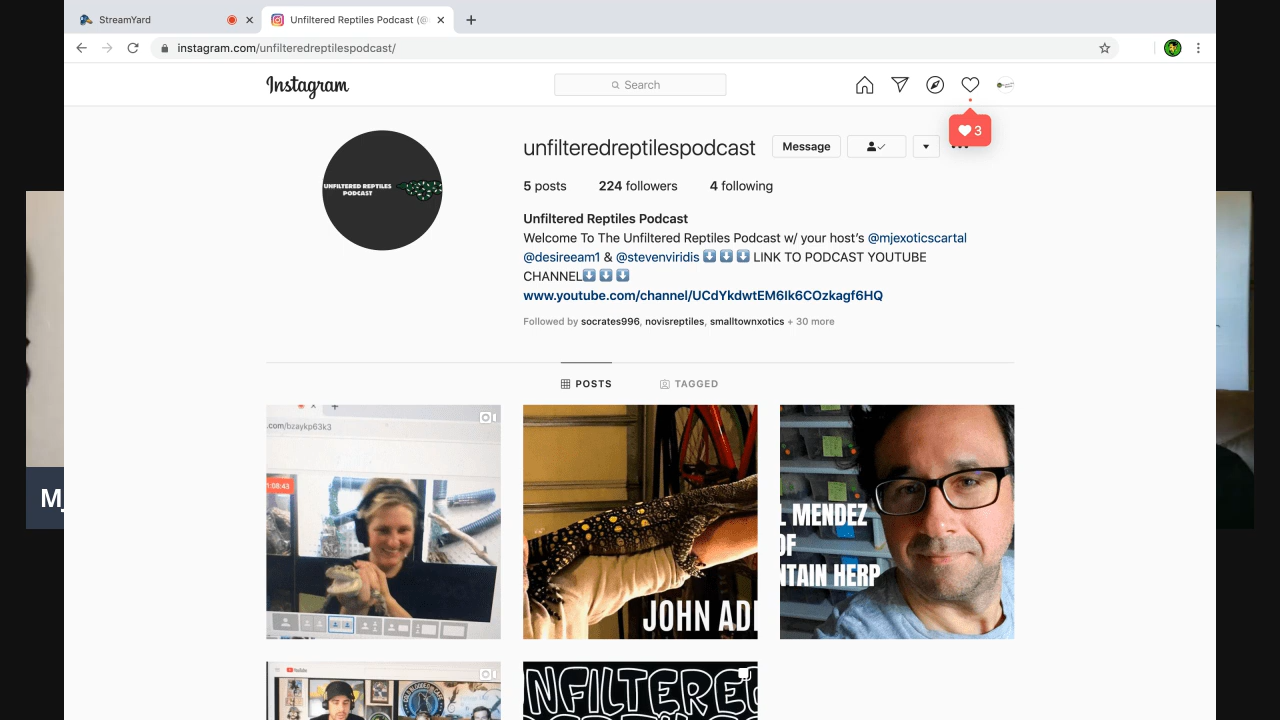 StreamYard
Unfiltered Reptiles Podcast (@
instagram.com/unfilteredreptilespodcast/
Instagram
Search
3
unfilteredreptilespodcast
Message
5 posts 224 followers 4 following
Unfiltered Reptiles Podcast
Welcome To The Unfiltered Reptiles Podcast w/ your host's @mjexoticscartal
@desireeam1 & @stevenviridis ⬇️⬇️⬇️ LINK TO PODCAST YOUTUBE
CHANNEL⬇️⬇️⬇️
www.youtube.com/channel/UCdYkdwtEM6Ik6COzkagf6HQ
Followed by socrates996, novisreptiles, smalltownxotics + 30 more
UNFILTERED REPTILES
PODCAST
POSTS
TAGGED
.com/bzaykp63k3
1:08:43
JOHN AD
L MENDEZ
OF
NTAIN HERP
YouTube
NFILTERE